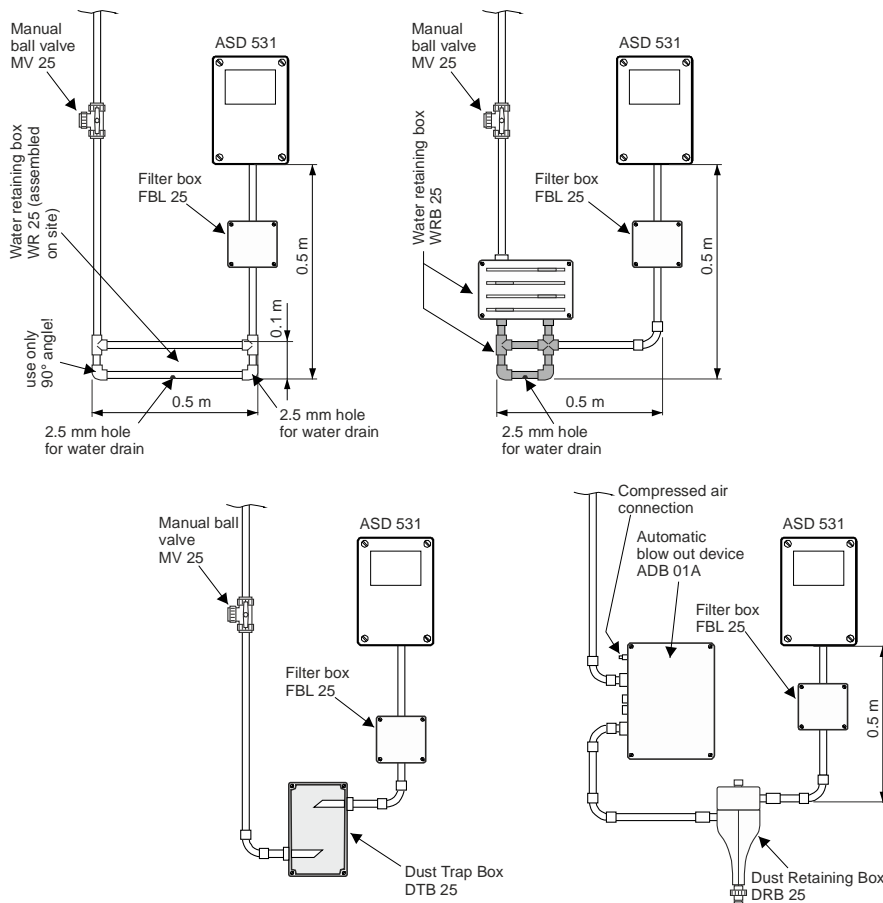 Manual
ball valve
MV 25
ASD 531
Water retaining box
WR 25 (assembled
on site)
Filter box
FBL 25
0.5 m
0.1 m
use only
90° angle!
0.5 m
2.5 mm hole
for water drain
2.5 mm hole
for water drain
Manual
ball valve
MV 25
ASD 531
Water retaining box
WRB 25
Filter box
FBL 25
0.5 m
0.5 m
2.5 mm hole
for water drain
Manual ball
valve
MV 25
ASD 531
Filter box
FBL 25
Dust Trap Box
DTB 25
Compressed air
connection
Automatic
blow out device
ADB 01A
ASD 531
Filter box
FBL 25
0.5 m
Dust Retaining Box
DRB 25